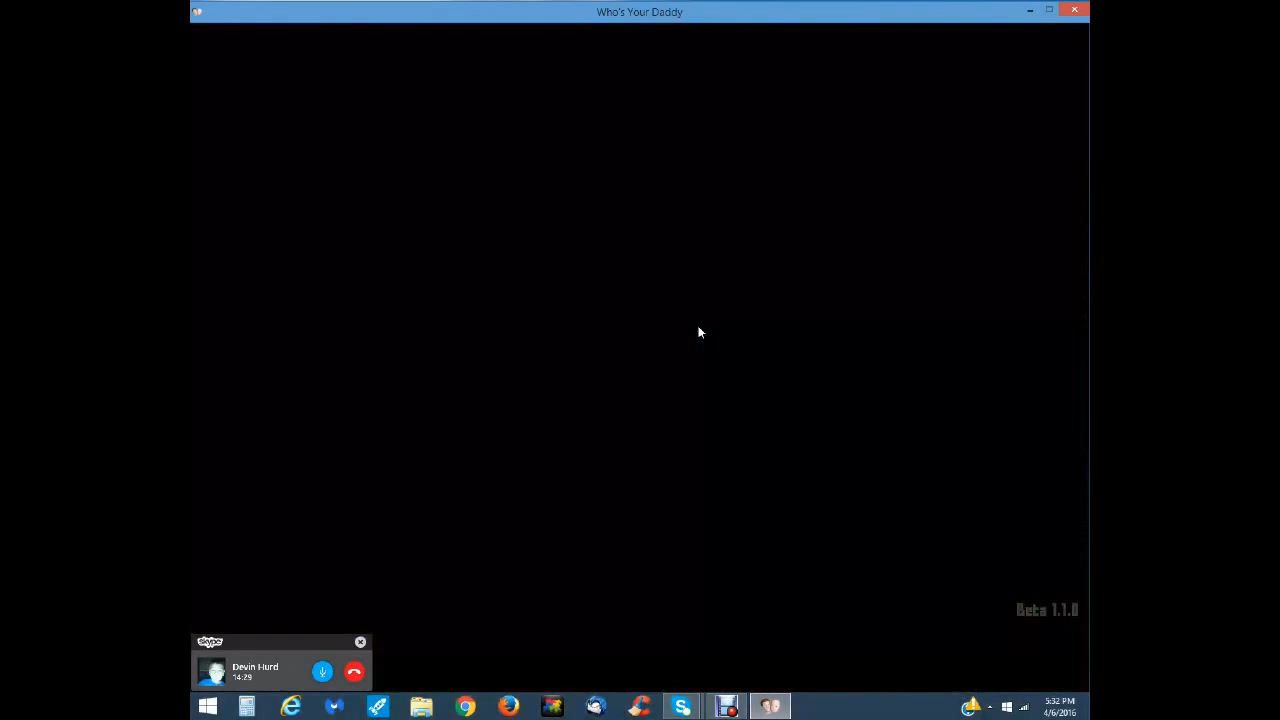 Who's Your Daddy
Beta 1.1.0
skype
Devin Hurd
14:29
5:32 PM
4/6/2016